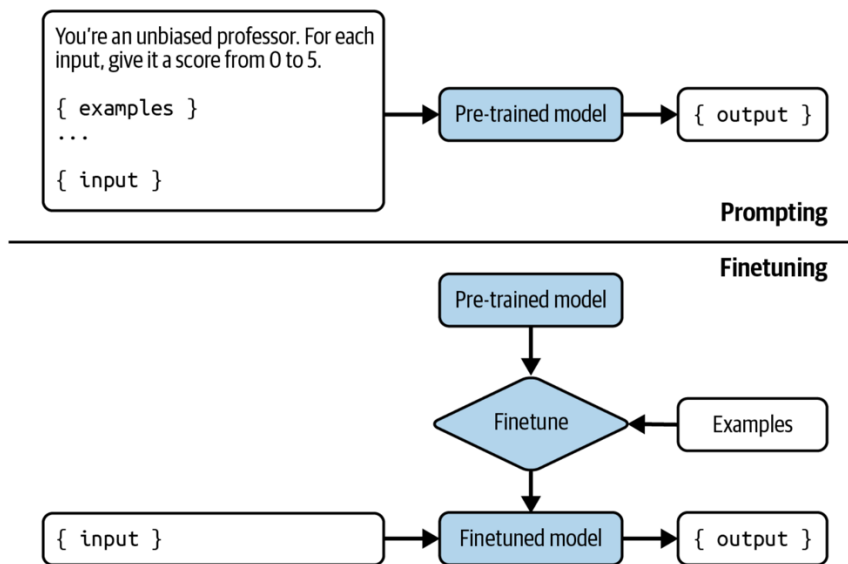 You're an unbiased professor. For each
input, give it a score from 0 to 5.
{ examples }
...
{ input }
Pre-trained model
{ output }
Prompting
Finetuning
Pre-trained model
Finetune
Examples
{ input }
Finetuned model
{ output }